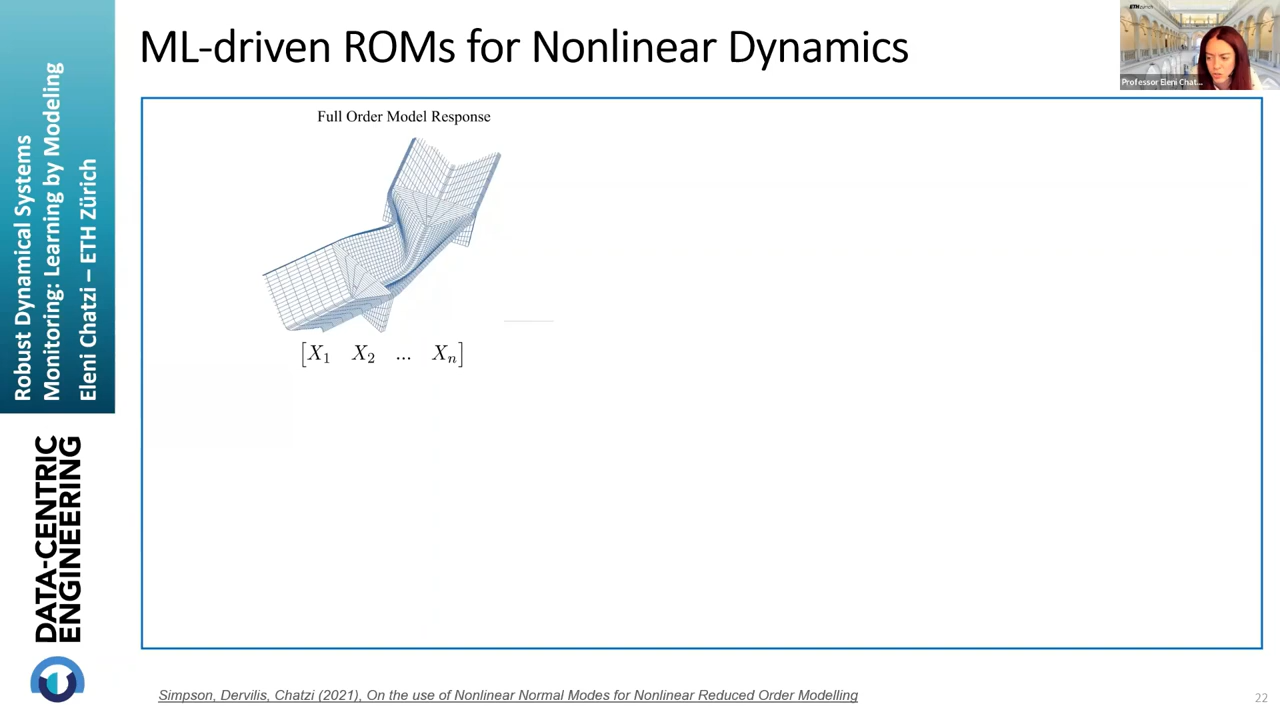 ML-driven ROMs for Nonlinear Dynamics
ETH zürich
Professor Eleni Chat...
Robust Dynamical Systems
Monitoring: Learning by Modeling
Eleni Chatzi – ETH Zürich
Full Order Model Response
[X₁ X₂ ... Xₙ]
DATA-CENTRIC
ENGINEERING
Simpson, Dervilis, Chatzi (2021), On the use of Nonlinear Normal Modes for Nonlinear Reduced Order Modelling
22